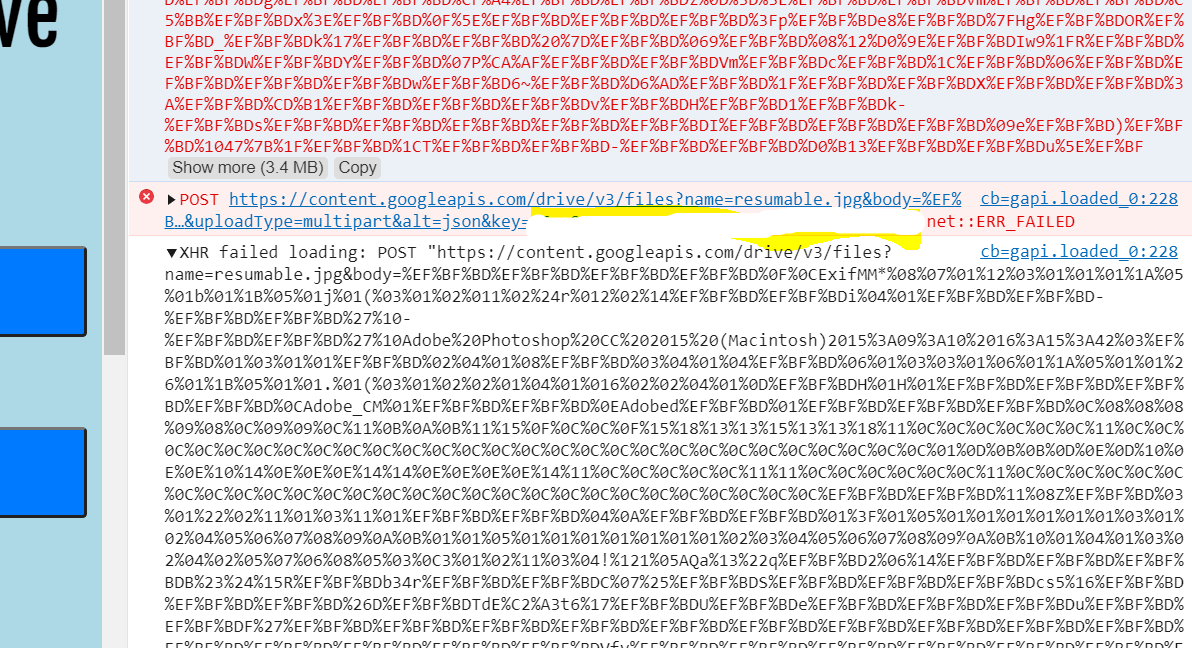 ve
5%BB%EF%BF%BDx%3E%EF%BF%BD%0F%5E%EF%BF%BD%EF%BF%BD%EF%BF%BD%3Fp%EF%BF%BDe8%EF%BF%BD%7FHg%EF%BF%BDOR%EF%
BF%BD_%EF%BF%BDk%17%EF%BF%BD%EF%BF%BD%20%7D%EF%BF%BD%069%EF%BF%BD%08%12%D0%9E%EF%BF%BDIw9%1FR%EF%BF%BD%
EF%BF%BDW%EF%BF%BDY%EF%BF%BD%07P%CA%AF%EF%BF%BD%EF%BF%BDVm%EF%BF%BDc%EF%BF%BD%1C%EF%BF%BD%06%EF%BF%BD%E
F%BF%BD%EF%BF%BD%EF%BF%BD%EF%BF%BDw%EF%BF%BD6~%EF%BF%BD%D6%AD%EF%BF%BD%1F%EF%BF%BD%EF%BF%BDX%EF%BF%BD%EF%BF%BD%3
A%EF%BF%BD%CD%B1%EF%BF%BD%EF%BF%BD%EF%BF%BD%EF%BF%BDv%EF%BF%BDH%EF%BF%BD1%EF%BF%BDk-
%EF%BF%BDs%EF%BF%BD%EF%BF%BD%EF%BF%BD%EF%BF%BD%EF%BF%BD%EF%BF%BDI%EF%BF%BD%EF%BF%BD%EF%BF%BD%09e%EF%BF%BD)%EF%BF
%BD%1047%7B%1F%EF%BF%BD%1CT%EF%BF%BD%EF%BF%BD-%EF%BF%BD%EF%BF%BD%D0%B13%EF%BF%BD%EF%BF%BDu%5E%EF%BF
Show more (3.4 MB) Copy
POST https://content.googleapis.com/drive/v3/files?name=resumable.jpg&body=%EF% cb=gapi.loaded_0:228
B…&uploadType=multipart&alt=json&key= net::ERR_FAILED
XHR failed loading: POST "https://content.googleapis.com/drive/v3/files? cb=gapi.loaded_0:228
name=resumable.jpg&body=%EF%BF%BD%EF%BF%BD%EF%BF%BD%EF%BF%BD%0F%0CExifMM*%08%07%01%12%03%01%01%01%1A%05
%01b%01%1B%05%01j%01(%03%01%02%011%02%24r%012%02%14%EF%BF%BD%EF%BF%BDi%04%01%EF%BF%BD%EF%BF%BD-
%EF%BF%BD%EF%BF%BD%27%10-
%EF%BF%BD%EF%BF%BD%27%10Adobe%20Photoshop%20CC%202015%20(Macintosh)2015%3A09%3A10%2016%3A15%3A42%03%EF%
BF%BD%01%03%01%01%EF%BF%BD%02%04%01%08%EF%BF%BD%03%04%01%04%EF%BF%BD%06%01%03%03%01%06%01%1A%05%01%01%2
6%01%1B%05%01%01.%01(%03%01%02%02%01%04%01%016%02%02%04%01%0D%EF%BF%BDH%01H%01%EF%BF%BD%EF%BF%BD%EF%BF%
BD%EF%BF%BD%0CAdobe_CM%01%EF%BF%BD%EF%BF%BD%0EAdobed%EF%BF%BD%01%EF%BF%BD%EF%BF%BD%EF%BF%BD%0C%08%08%08
%09%08%0C%09%09%0C%11%0B%0A%0B%11%15%0F%0C%0C%0F%15%18%13%13%15%13%13%18%11%0C%0C%0C%0C%0C%0C%11%0C%0C%
0C%0C%0C%0C%0C%0C%0C%0C%0C%0C%0C%0C%0C%0C%0C%0C%0C%0C%0C%0C%0C%0C%0C%0C%01%0D%0B%0B%0D%0E%0D%10%0
E%0E%10%14%0E%0E%0E%14%14%0E%0E%0E%0E%14%11%0C%0C%0C%0C%0C%11%11%0C%0C%0C%0C%0C%0C%11%0C%0C%0C%0C%0C%0C
%0C%0C%0C%0C%0C%0C%0C%0C%0C%0C%0C%0C%0C%0C%0C%0C%0C%0C%0C%0C%0C%0C%EF%BF%BD%EF%BF%BD%11%08Z%EF%BF%BD%03
%01%22%02%11%01%03%11%01%EF%BF%BD%EF%BF%BD%04%0A%EF%BF%BD%EF%BF%BD%01%3F%01%05%01%01%01%01%01%01%03%01%
02%04%05%06%07%08%09%0A%0B%01%01%05%01%01%01%01%01%01%01%02%03%04%05%06%07%08%09%0A%0B%10%01%04%01%03%0
2%04%02%05%07%06%08%05%03%0C3%01%02%11%03%04!%121%05AQa%13%22q%EF%BF%BD2%06%14%EF%BF%BD%EF%BF%BD%EF%BF%
BDB%23%24%15R%EF%BF%BDb34r%EF%BF%BD%EF%BF%BDC%07%25%EF%BF%BDS%EF%BF%BD%EF%BF%BD%EF%BF%BDcs5%16%EF%BF%BD
%EF%BF%BD%EF%BF%BD%26D%EF%BF%BDTdE%C2%A3t6%17%EF%BF%BDU%EF%BF%BDe%EF%BF%BD%EF%BF%BD%EF%BF%BDu%EF%BF%BD%
EF%BF%BDF%27%EF%BF%BD%EF%BF%BD%EF%BF%BD%EF%BF%BD%EF%BF%BD%EF%BF%BD%EF%BF%BD%EF%BF%BD%EF%BF%BD%EF%BF%BD